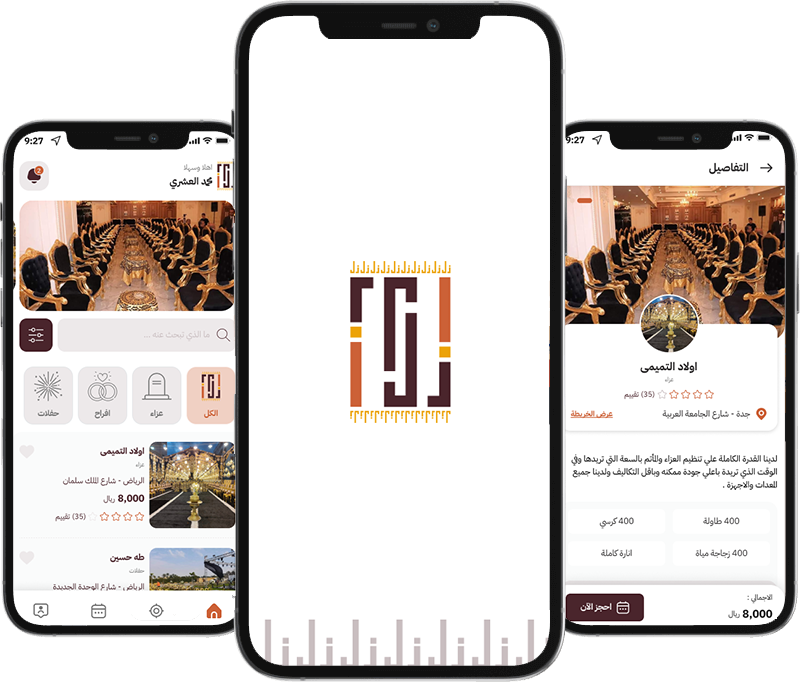 9:27
اهلا وسهلا
محمد العشري
2
ما الذي تبحث عنه ...
الكل
عزاء
افراح
حفلات
اولاد التميمى
عزاء
الرياض - شارع الملك سلمان
8,000 ريال
(35) تقييم
طه حسين
حفلات
الرياض - شارع الوحدة الجديدة
9:27
التفاصيل
اولاد التميمى
عزاء
(35) تقييم
جدة - شارع الجامعة العربية
عرض الخريطة
لدينا القدرة الكاملة علي تنظيم العزاء والمأتم بالسعة التي تريدها وفي
الوقت الذي تريدة باعلي جودة ممكنه وباقل التكاليف ولدينا جميع
المعدات والاجهزة .
400 طاولة
400 كرسي
400 زجاجة مياة
انارة كاملة
الاجمالي :
8,000 ريال
احجز الآن